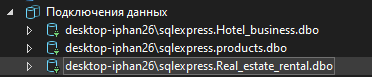 Подключения данных
desktop-iphan26\sqlexpress.Hotel_business.dbo
desktop-iphan26\sqlexpress.products.dbo
desktop-iphan26\sqlexpress.Real_estate_rental.dbo